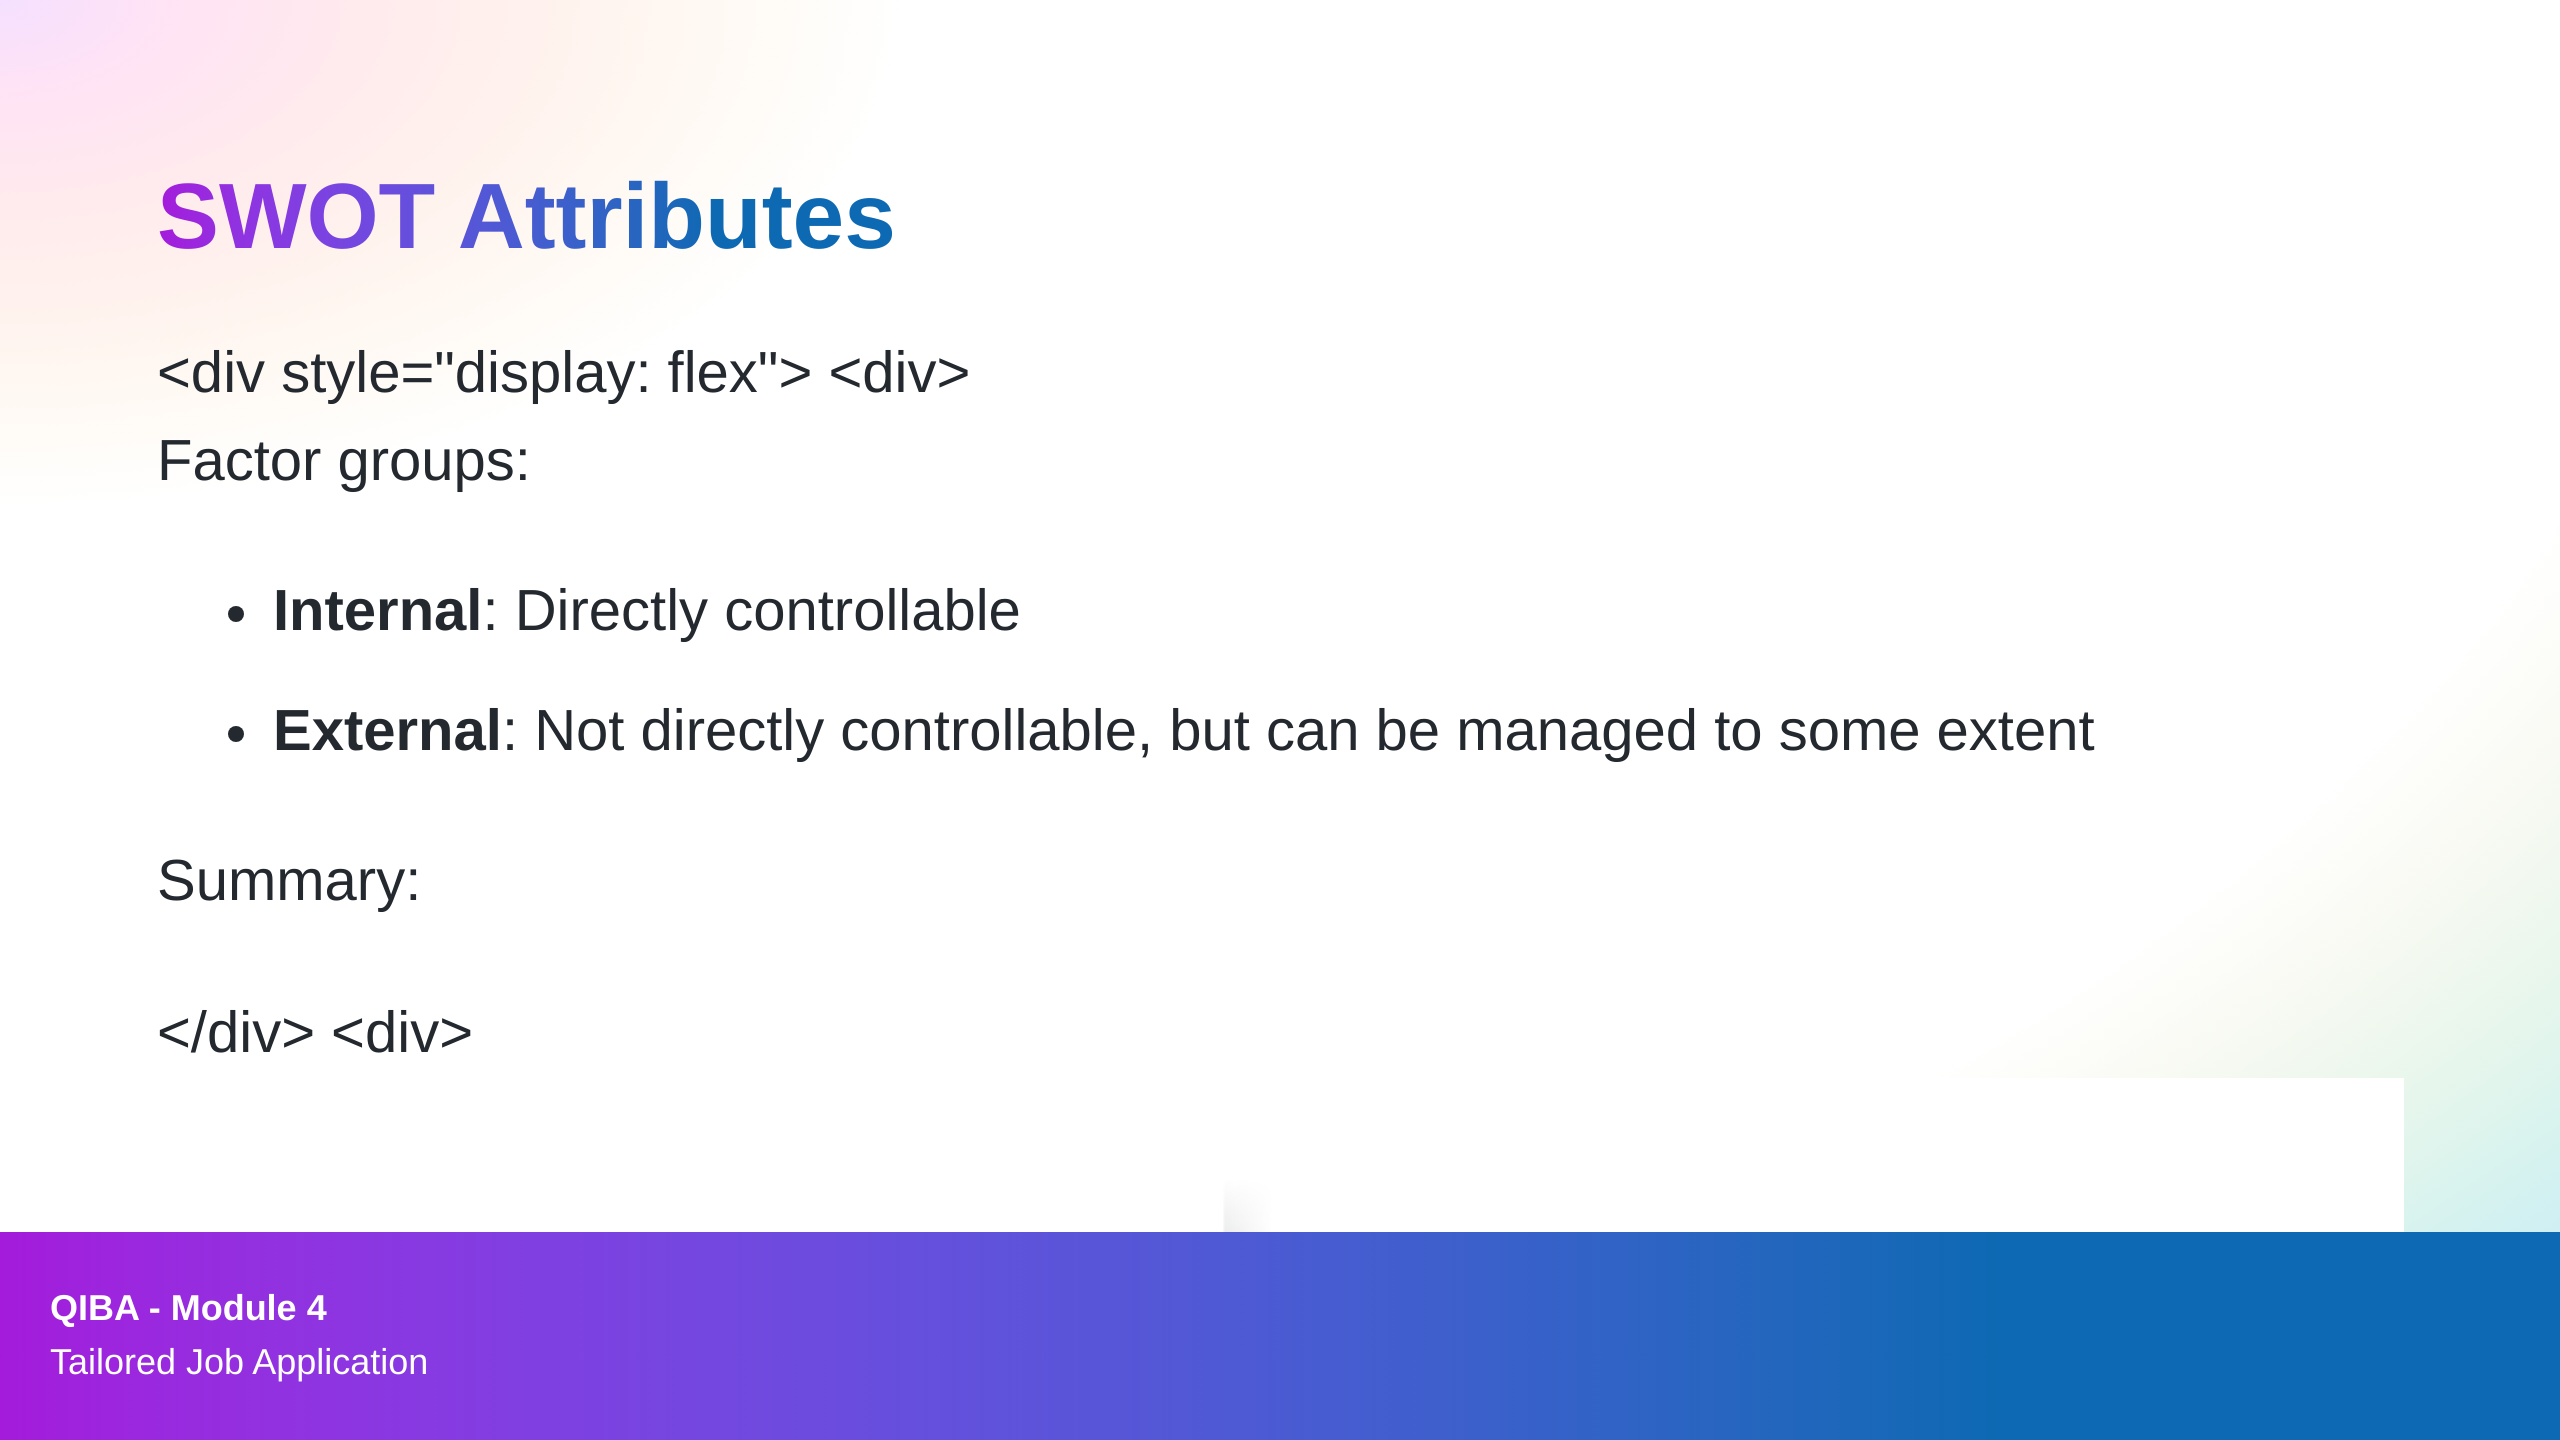 SWOT Attributes
<div style="display: flex"> <div>
Factor groups:
• Internal: Directly controllable
• External: Not directly controllable, but can be managed to some extent
Summary:
</div> <div>
QIBA - Module 4
Tailored Job Application